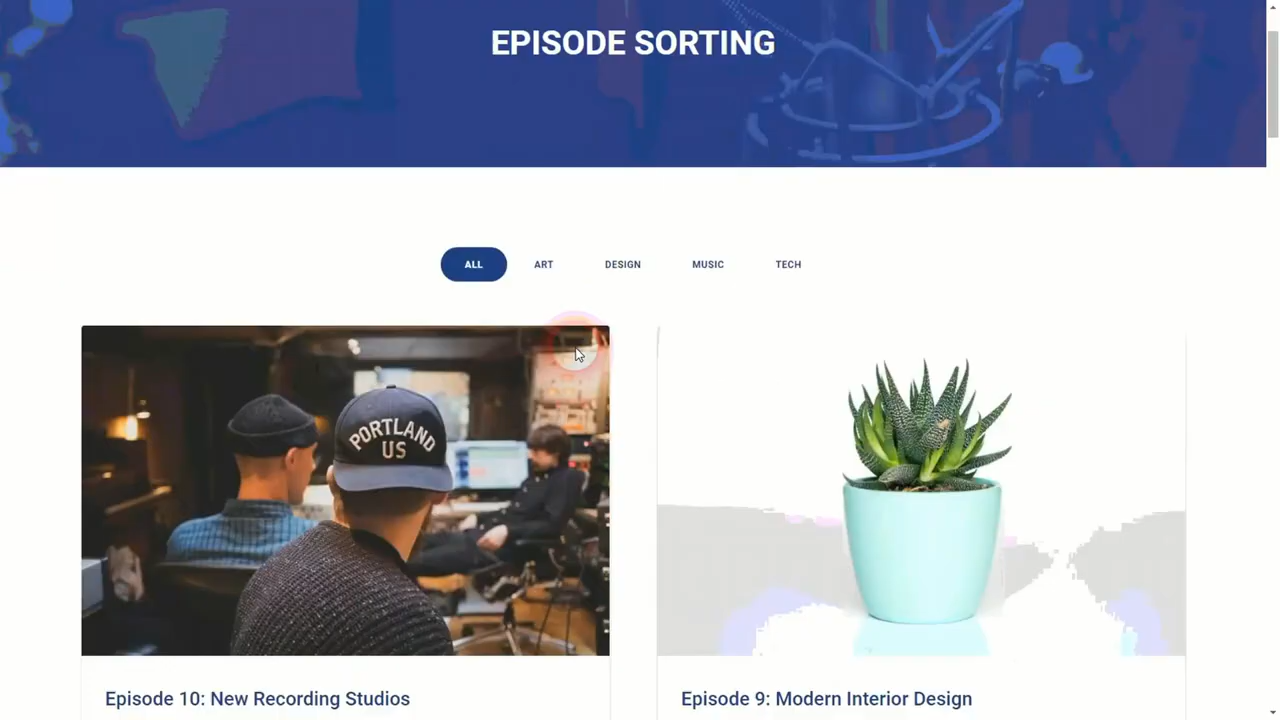 EPISODE SORTING
ALL ART DESIGN MUSIC TECH
PORTLAND
US
Episode 10: New Recording Studios
Episode 9: Modern Interior Design